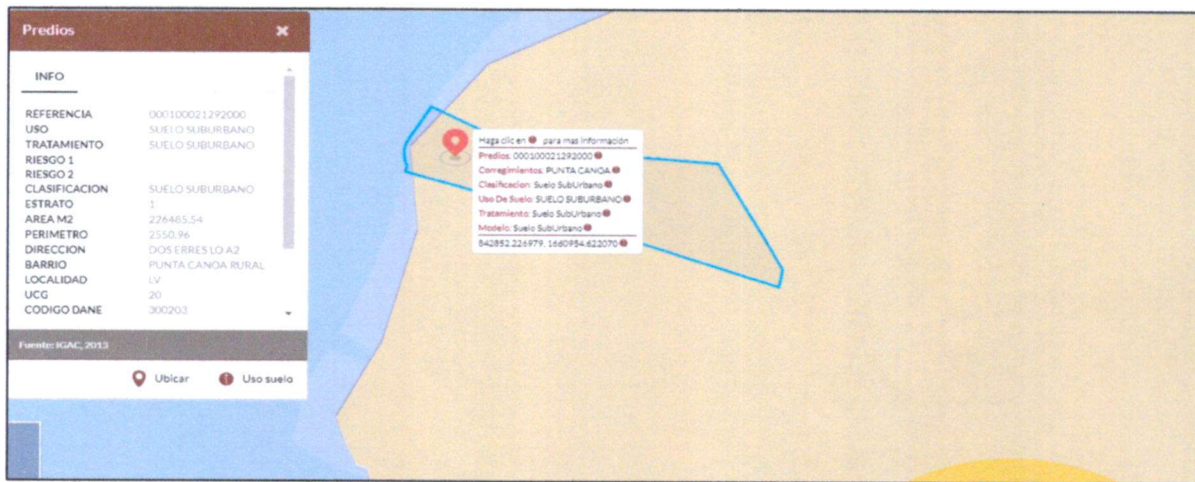 Predios ×
INFO
REFERENCIA 000100021292000
USO SUELO SUBURBANO
TRATAMIENTO SUELO SUBURBANO
RIESGO 1
RIESGO 2
CLASIFICACION SUELO SUBURBANO
ESTRATO 1
AREA M2 226485.54
PERIMETRO 2550.96
DIRECCION DOS ERRES LO A2
BARRIO PUNTA CANOA RURAL
LOCALIDAD LV
UCG 20
CODIGO DANE 300203
Fuente: IGAC, 2013
Ubicar Uso suelo
Haga clic en para mas información
Predios: 000100021292000
Corregimientos: PUNTA CANOA
Clasificacion: Suelo SubUrbano
Uso De Suelo: SUELO SUBURBANO
Tratamiento: Suelo SubUrbano
Modelo: Suelo SubUrbano
842852.226979, 1660954.622070